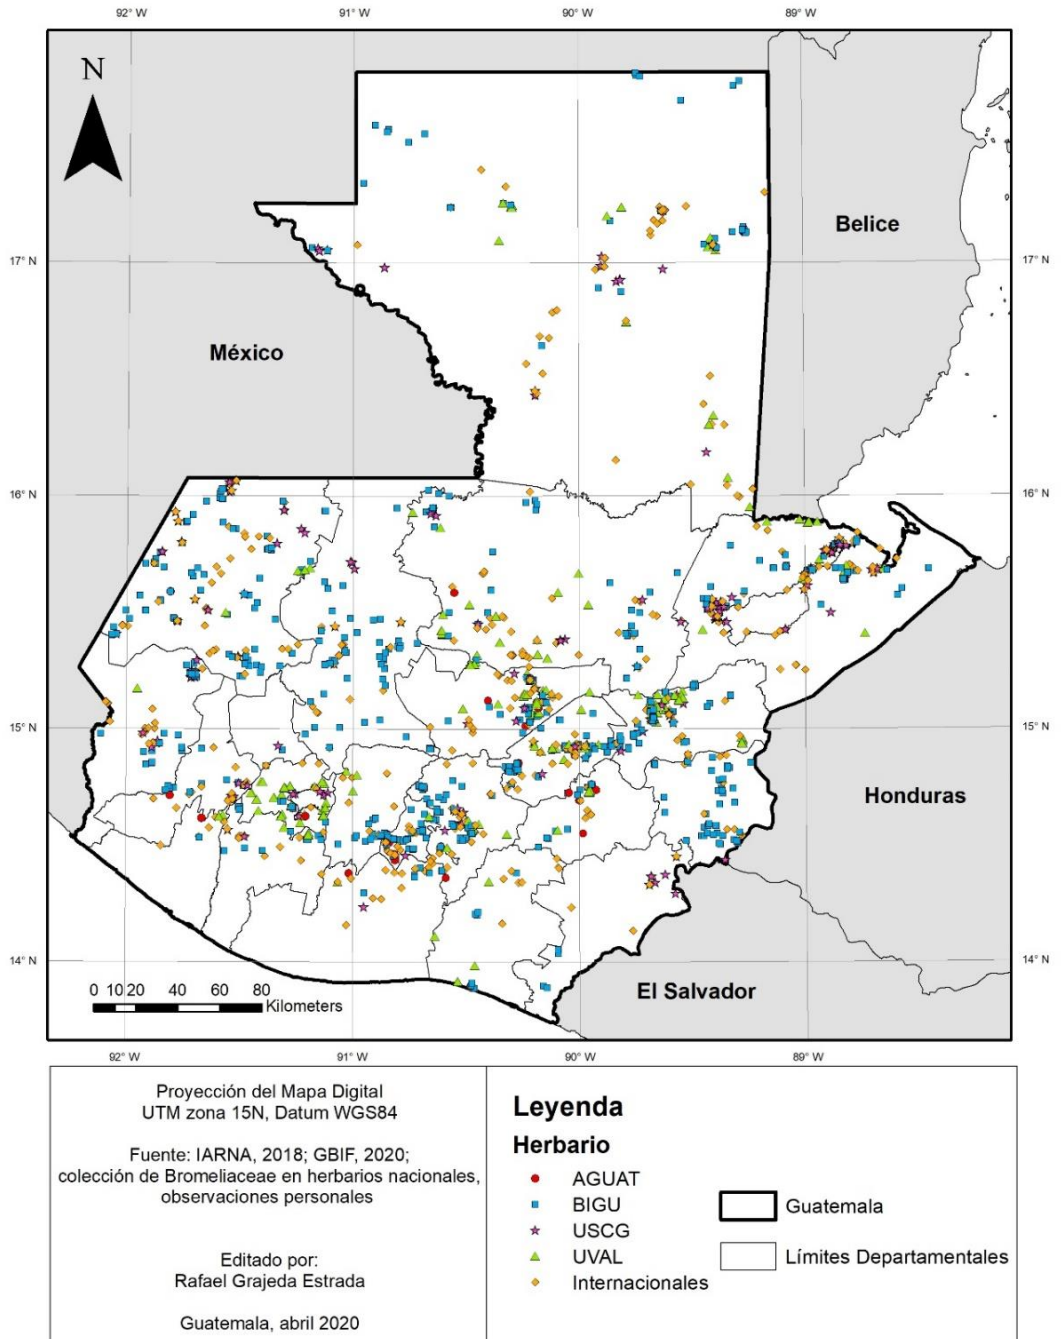 92° W 91° W 90° W 89° W
N
Belice
17° N 17° N
México
16° N 16° N
15° N 15° N
Honduras
14° N 14° N
El Salvador
0 10 20 40 60 80
Kilometers
92° W 91° W 90° W 89° W
Proyección del Mapa Digital
UTM zona 15N, Datum WGS84
Fuente: IARNA, 2018; GBIF, 2020;
colección de Bromeliaceae en herbarios nacionales,
observaciones personales
Editado por:
Rafael Grajeda Estrada
Guatemala, abril 2020
Leyenda
Herbario
AGUAT
BIGU
USCG
UVAL
Internacionales
Guatemala
Límites Departamentales